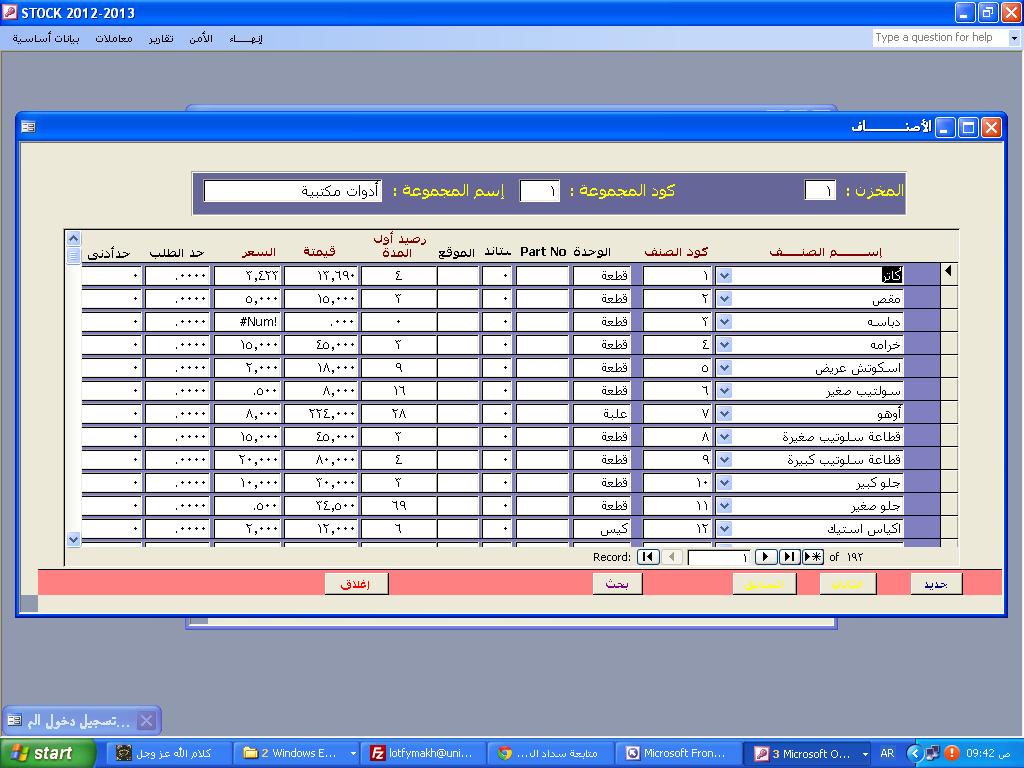 STOCK 2012-2013
بيانات أساسية معاملات تقارير الأمن إنهـــاء
Type a question for help
الأصنـــــــاف
المخزن : ١ كود المجموعة : ١ إسم المجموعة : أدوات مكتبية
إســـم الصنـــف كود الصنف الوحدة Part No ستاند الموقع رصيد أول المدة قيمتة السعر حد الطلب حدأدنى
كاتر ١ قطعة ٠ ٤ ١٣,٦٩٠ ٣,٤٢٣ .٠٠٠٠ ٠
مقص ٢ قطعة ٠ ٣ ١٥,٠٠٠ ٥,٠٠٠ .٠٠٠٠ ٠
دباسه ٣ قطعة ٠ ٠ .٠٠٠ #Num! .٠٠٠٠ ٠
خرامه ٤ قطعة ٠ ٣ ٤٥,٠٠٠ ١٥,٠٠٠ .٠٠٠٠ ٠
اسكوتش عريض ٥ قطعة ٠ ٩ ١٨,٠٠٠ ٢,٠٠٠ .٠٠٠٠ ٠
سولتيب صغير ٦ قطعة ٠ ١٦ ٨,٠٠٠ .٥٠٠ .٠٠٠٠ ٠
أوهو ٧ علبة ٠ ٢٨ ٢٢٤,٠٠٠ ٨,٠٠٠ .٠٠٠٠ ٠
قطاعة سلوتيب صغيرة ٨ قطعة ٠ ٣ ٤٥,٠٠٠ ١٥,٠٠٠ .٠٠٠٠ ٠
قطاعة سلوتيب كبيرة ٩ قطعة ٠ ٤ ٨٠,٠٠٠ ٢٠,٠٠٠ .٠٠٠٠ ٠
جلو كبير ١٠ قطعة ٠ ٣ ٣٠,٠٠٠ ١٠,٠٠٠ .٠٠٠٠ ٠
جلو صغير ١١ قطعة ٠ ٦٩ ٣٤,٥٠٠ .٥٠٠ .٠٠٠٠ ٠
اكياس استيك ١٢ كيس ٠ ٦ ١٢,٠٠٠ ٢,٠٠٠ .٠٠٠٠ ٠
Record: ١ of ١٩٢
جديد السابق بحث إغلاق
تسجيل دخول الم...
start كلام الله عز وجل 2 Windows E... lotfymakh@uni... متابعة سداد ال... Microsoft Fron... 3 Microsoft O... AR 09:42 ص